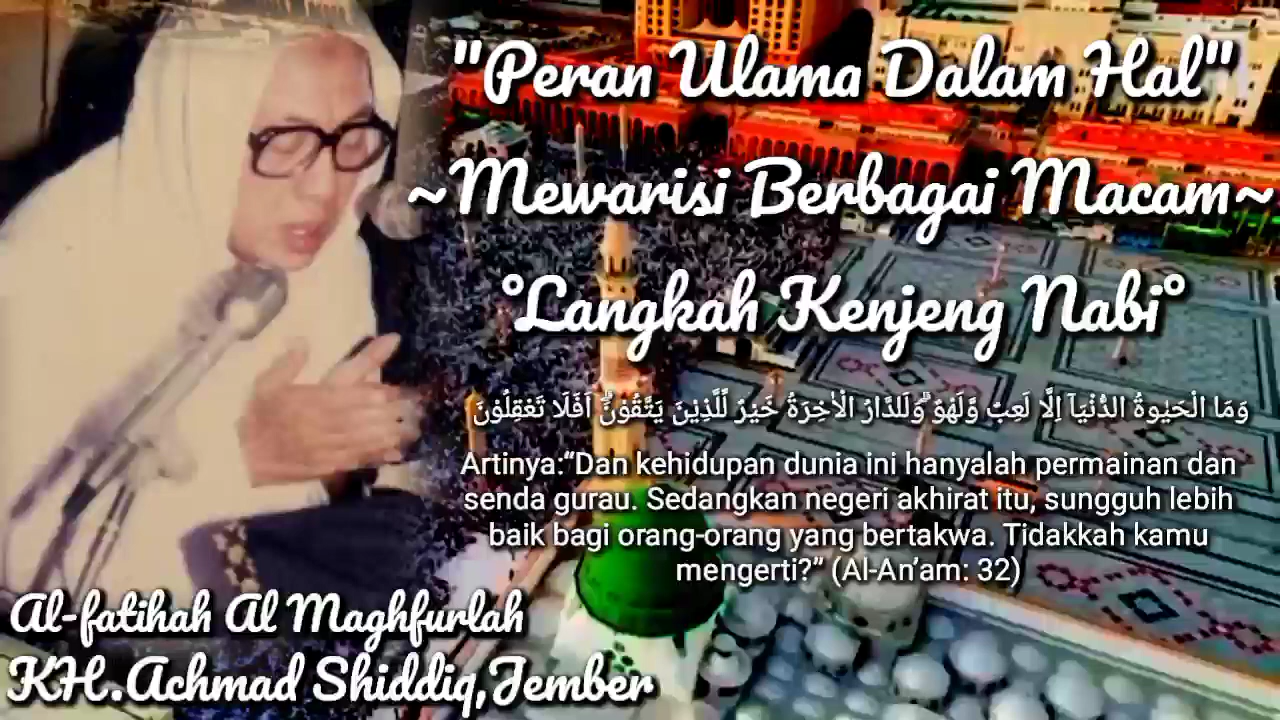 "Peran Ulama Dalam Hal"
~Mewarisi Berbagai Macam~
°Langkah Kenjeng Nabi°
وَمَا الْحَيٰوةُ الدُّنْيَآ اِلَّا لَعِبٌ وَّلَهْوٌ ۗوَلَلدَّارُ الْاٰخِرَةُ خَيْرٌ لِّلَّذِيْنَ يَتَّقُوْنَۗ اَفَلَا تَعْقِلُوْنَ
Artinya:“Dan kehidupan dunia ini hanyalah permainan dan
senda gurau. Sedangkan negeri akhirat itu, sungguh lebih
baik bagi orang-orang yang bertakwa. Tidakkah kamu
mengerti?” (Al-An’am: 32)
Al-fatihah Al Maghfurlah
KH.Achmad Shiddiq,Jember